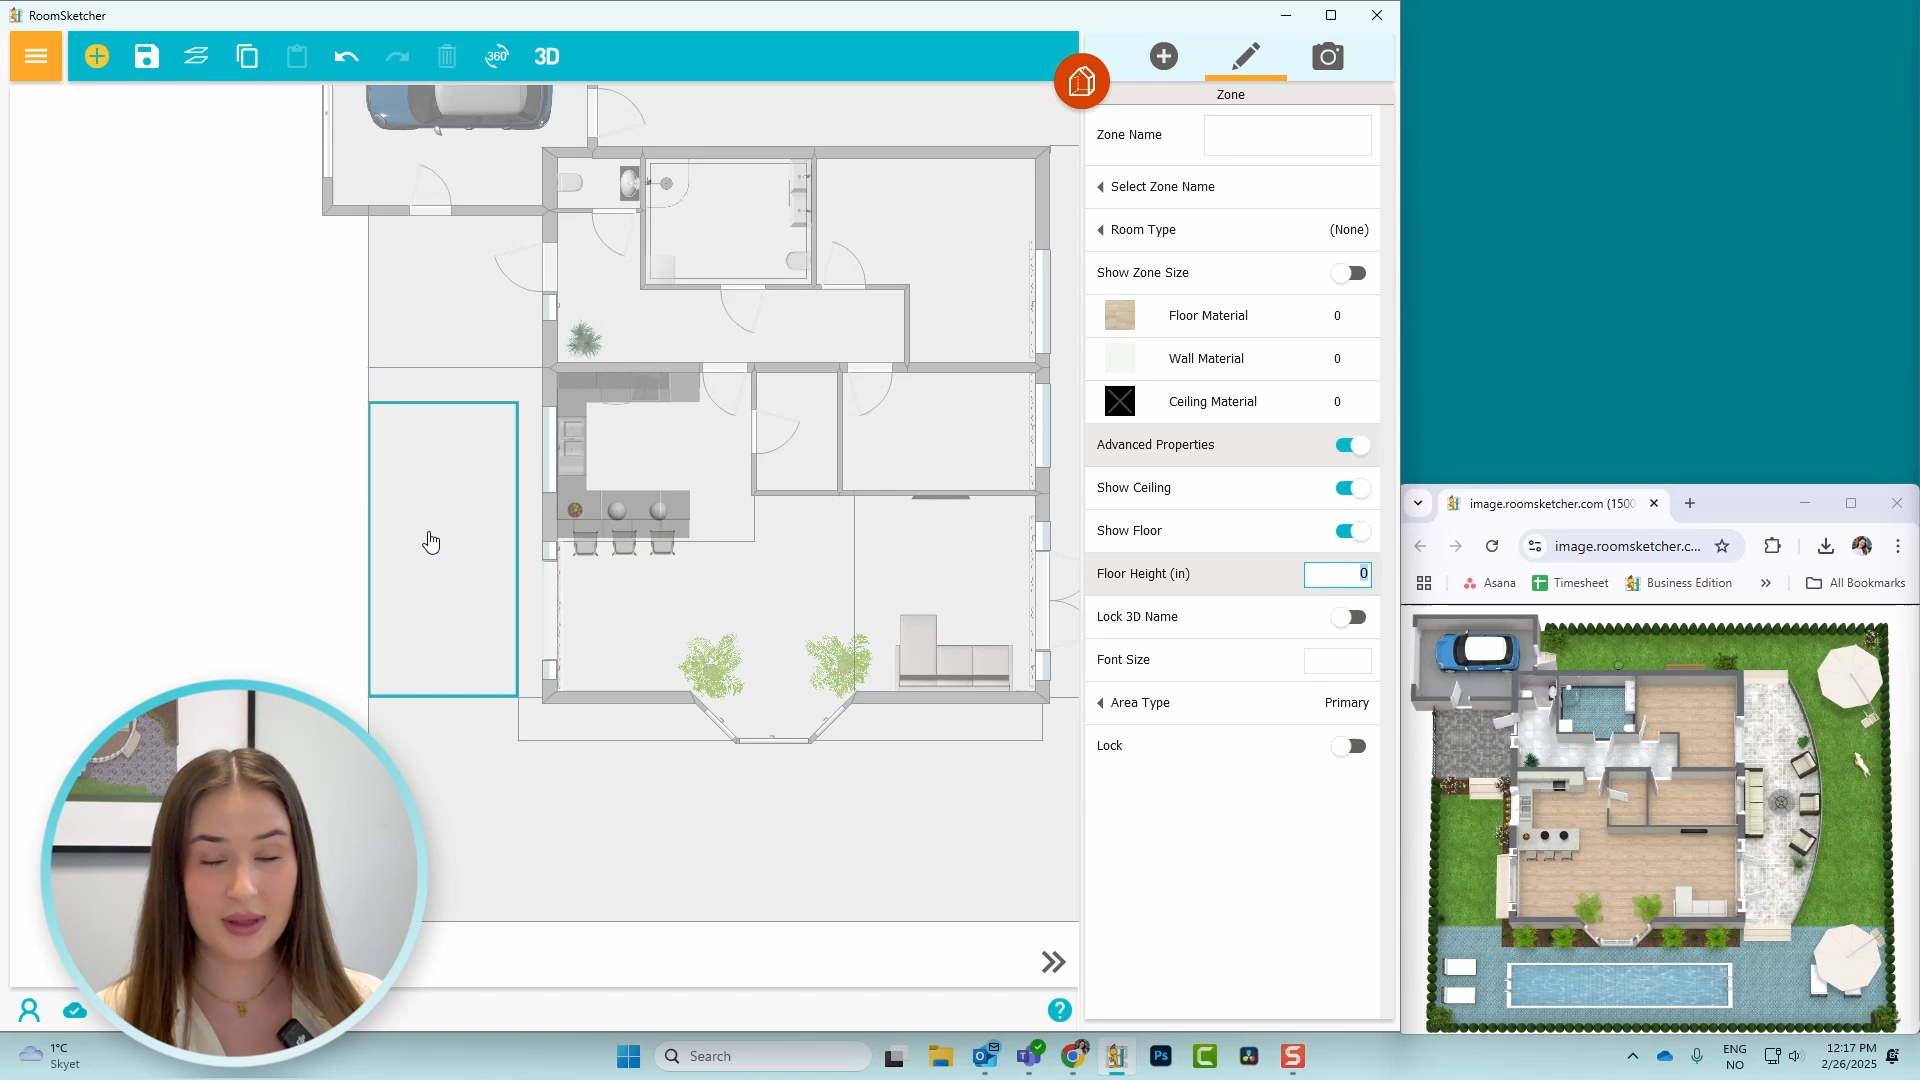 RoomSketcher
360
3D
Zone
Zone Name
Select Zone Name
Room Type (None)
Show Zone Size
Floor Material 0
Wall Material 0
Ceiling Material 0
Advanced Properties
Show Ceiling
Show Floor
Floor Height (in) 0
Lock 3D Name
Font Size
Area Type Primary
Lock
image.roomsketcher.com (1500
image.roomsketcher.c...
Asana Timesheet Business Edition » All Bookmarks
?
1°C
Skyet
Search
Ps
C
S
ENG
NO
12:17 PM
2/26/2025